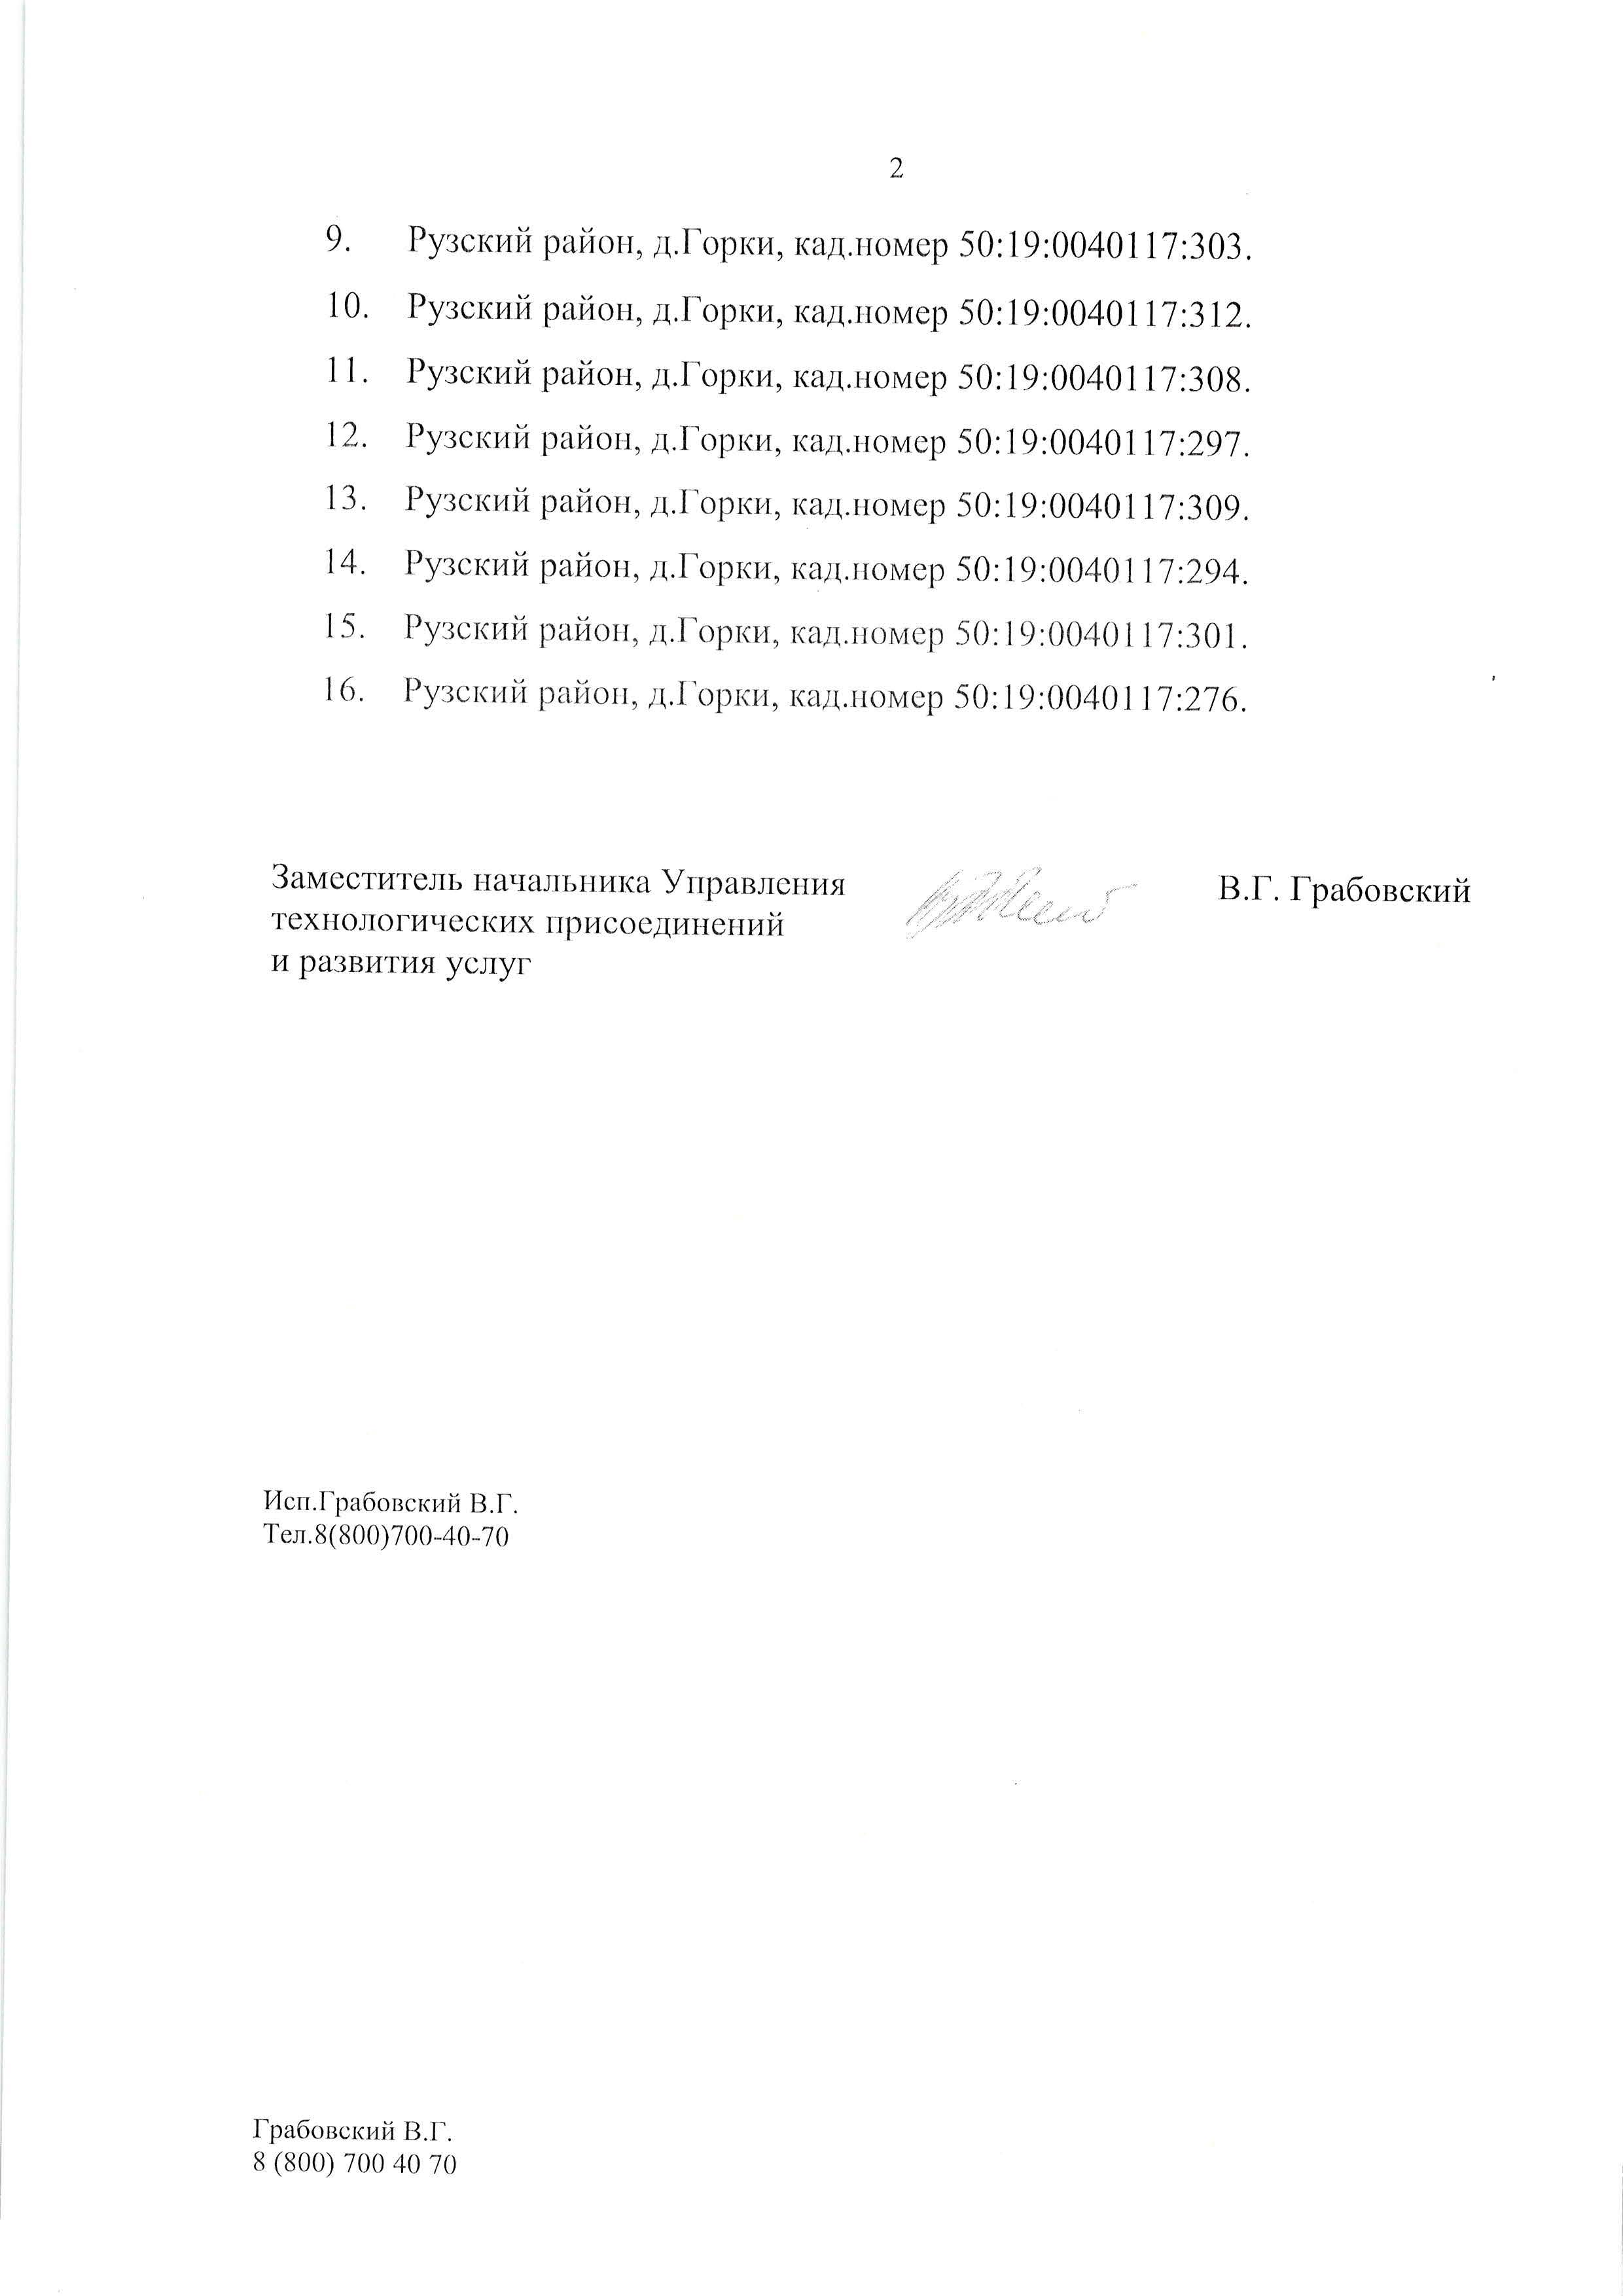 2
9. Рузский район, д.Горки, кад.номер 50:19:0040117:303.
10. Рузский район, д.Горки, кад.номер 50:19:0040117:312.
11. Рузский район, д.Горки, кад.номер 50:19:0040117:308.
12. Рузский район, д.Горки, кад.номер 50:19:0040117:297.
13. Рузский район, д.Горки, кад.номер 50:19:0040117:309.
14. Рузский район, д.Горки, кад.номер 50:19:0040117:294.
15. Рузский район, д.Горки, кад.номер 50:19:0040117:301.
16. Рузский район, д.Горки, кад.номер 50:19:0040117:276.
Заместитель начальника Управления В.Г. Грабовский
технологических присоединений
и развития услуг
Исп.Грабовский В.Г.
Тел.8(800)700-40-70
Грабовский В.Г.
8 (800) 700 40 70